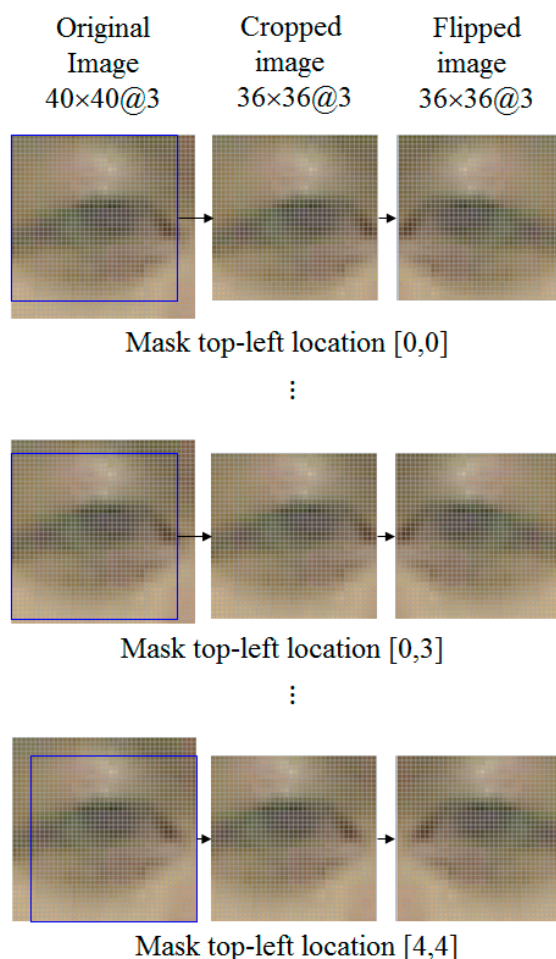 Original Cropped Flipped
Image image image
40×40@3 36×36@3 36×36@3
Mask top-left location [0,0]
⋮
Mask top-left location [0,3]
⋮
Mask top-left location [4,4]